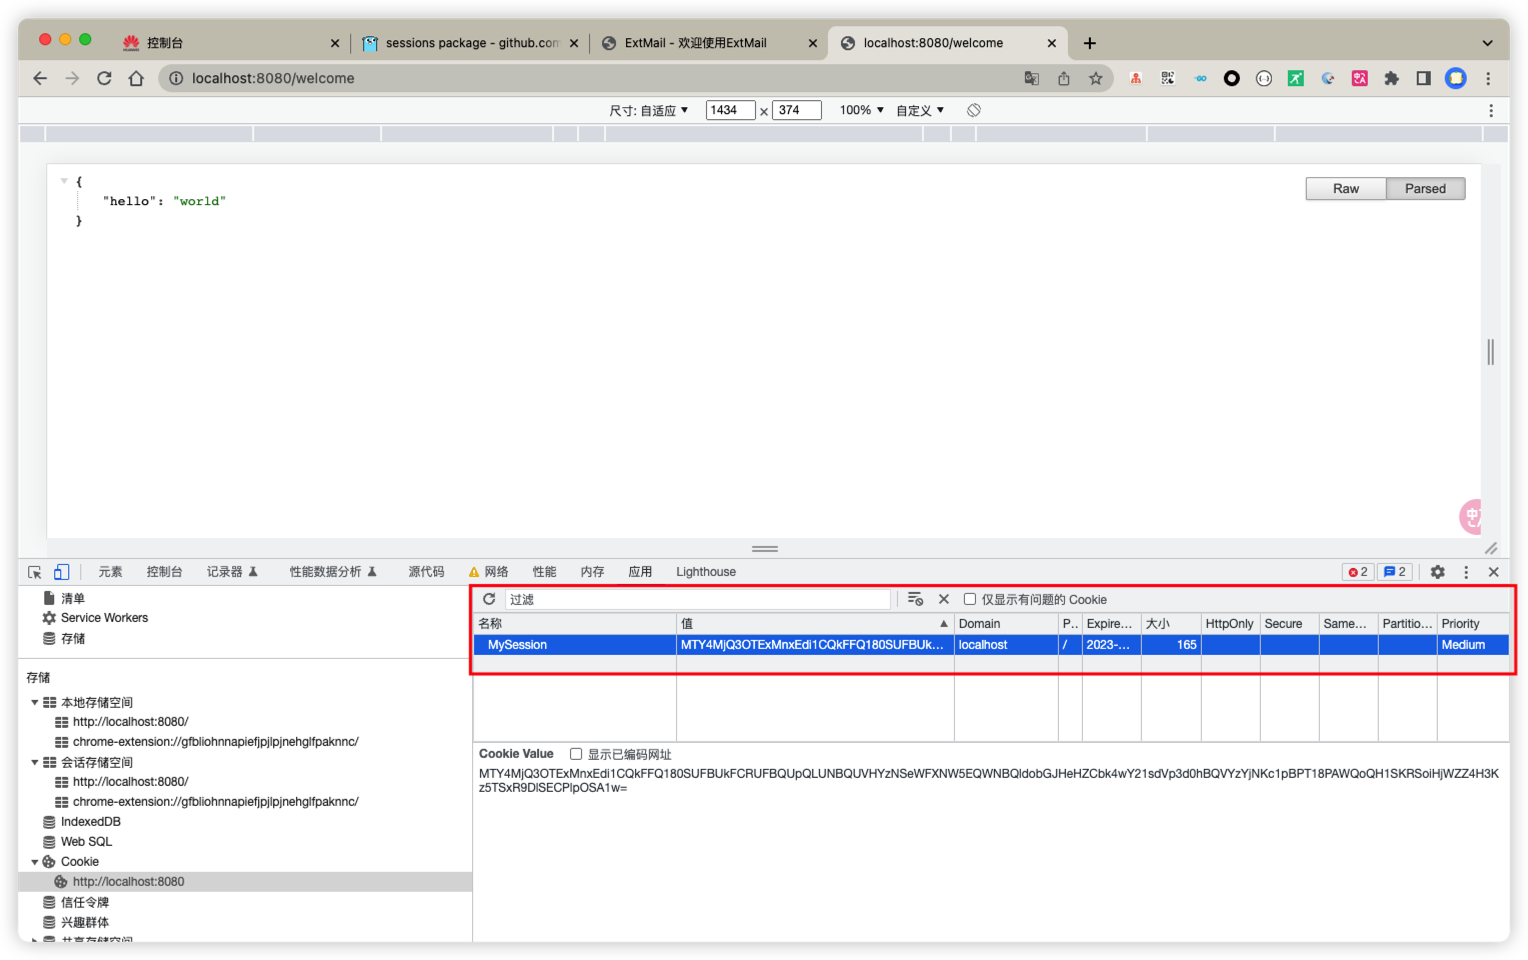 控制台
sessions package - github.com
ExtMail - 欢迎使用ExtMail
localhost:8080/welcome
localhost:8080/welcome
尺寸: 自适应 ▼ 1434 × 374 100% ▼ 自定义 ▼
{
"hello": "world"
}
Raw Parsed
元素 控制台 记录器 性能数据分析 源代码 网络 性能 内存 应用 Lighthouse 2 2
清单
Service Workers
存储
存储
本地存储空间
http://localhost:8080/
chrome-extension://gfbliohnnapiefjpjlpjnehglfpaknnc/
会话存储空间
http://localhost:8080/
chrome-extension://gfbliohnnapiefjpjlpjnehglfpaknnc/
IndexedDB
Web SQL
Cookie
http://localhost:8080
信任令牌
兴趣群体
共享存储空间
过滤 仅显示有问题的 Cookie
名称 值 Domain P.. Expire... 大小 HttpOnly Secure Same... Partitio... Priority
MySession MTY4MjQ3OTExMnxEdi1CQkFFQ180SUFBUk... localhost / 2023-... 165 Medium
Cookie Value 显示已编码网址
MTY4MjQ3OTExMnxEdi1CQkFFQ180SUFBUkFCRUFBQUpQLUNBQUVHYzNSeWFXNW5EQWNBQldobGJHeHZCbk4wY21sdVp3d0hBQVYzYjNKc1pBPT18PAWQoQH1SKRSoiHjWZZ4H3K
z5TSxR9DlSECPlpOSA1w=